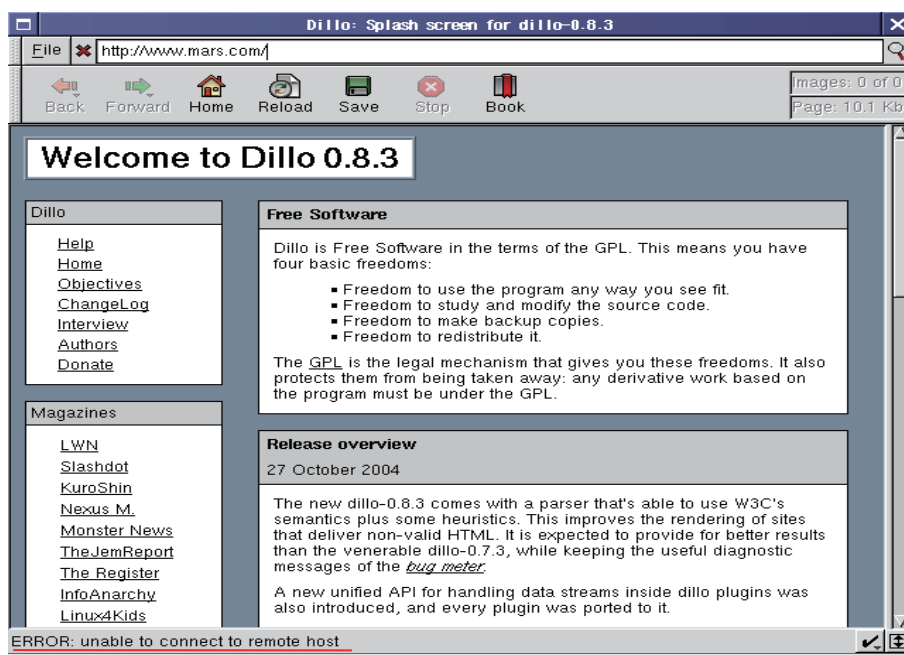 Dillo: Splash screen for dillo-0.8.3
File http://www.mars.com/
Back Forward Home Reload Save Stop Book
Images: 0 of 0
Page: 10.1 Kb
Welcome to Dillo 0.8.3
Dillo
Help
Home
Objectives
ChangeLog
Interview
Authors
Donate
Magazines
LWN
Slashdot
KuroShin
Nexus M.
Monster News
TheJemReport
The Register
InfoAnarchy
Linux4Kids
Free Software
Dillo is Free Software in the terms of the GPL. This means you have
four basic freedoms:
Freedom to use the program any way you see fit.
Freedom to study and modify the source code.
Freedom to make backup copies.
Freedom to redistribute it.
The GPL is the legal mechanism that gives you these freedoms. It also
protects them from being taken away: any derivative work based on
the program must be under the GPL.
Release overview
27 October 2004
The new dillo-0.8.3 comes with a parser that's able to use W3C's
semantics plus some heuristics. This improves the rendering of sites
that deliver non-valid HTML. It is expected to provide for better results
than the venerable dillo-0.7.3, while keeping the useful diagnostic
messages of the bug meter.
A new unified API for handling data streams inside dillo plugins was
also introduced, and every plugin was ported to it.
ERROR: unable to connect to remote host